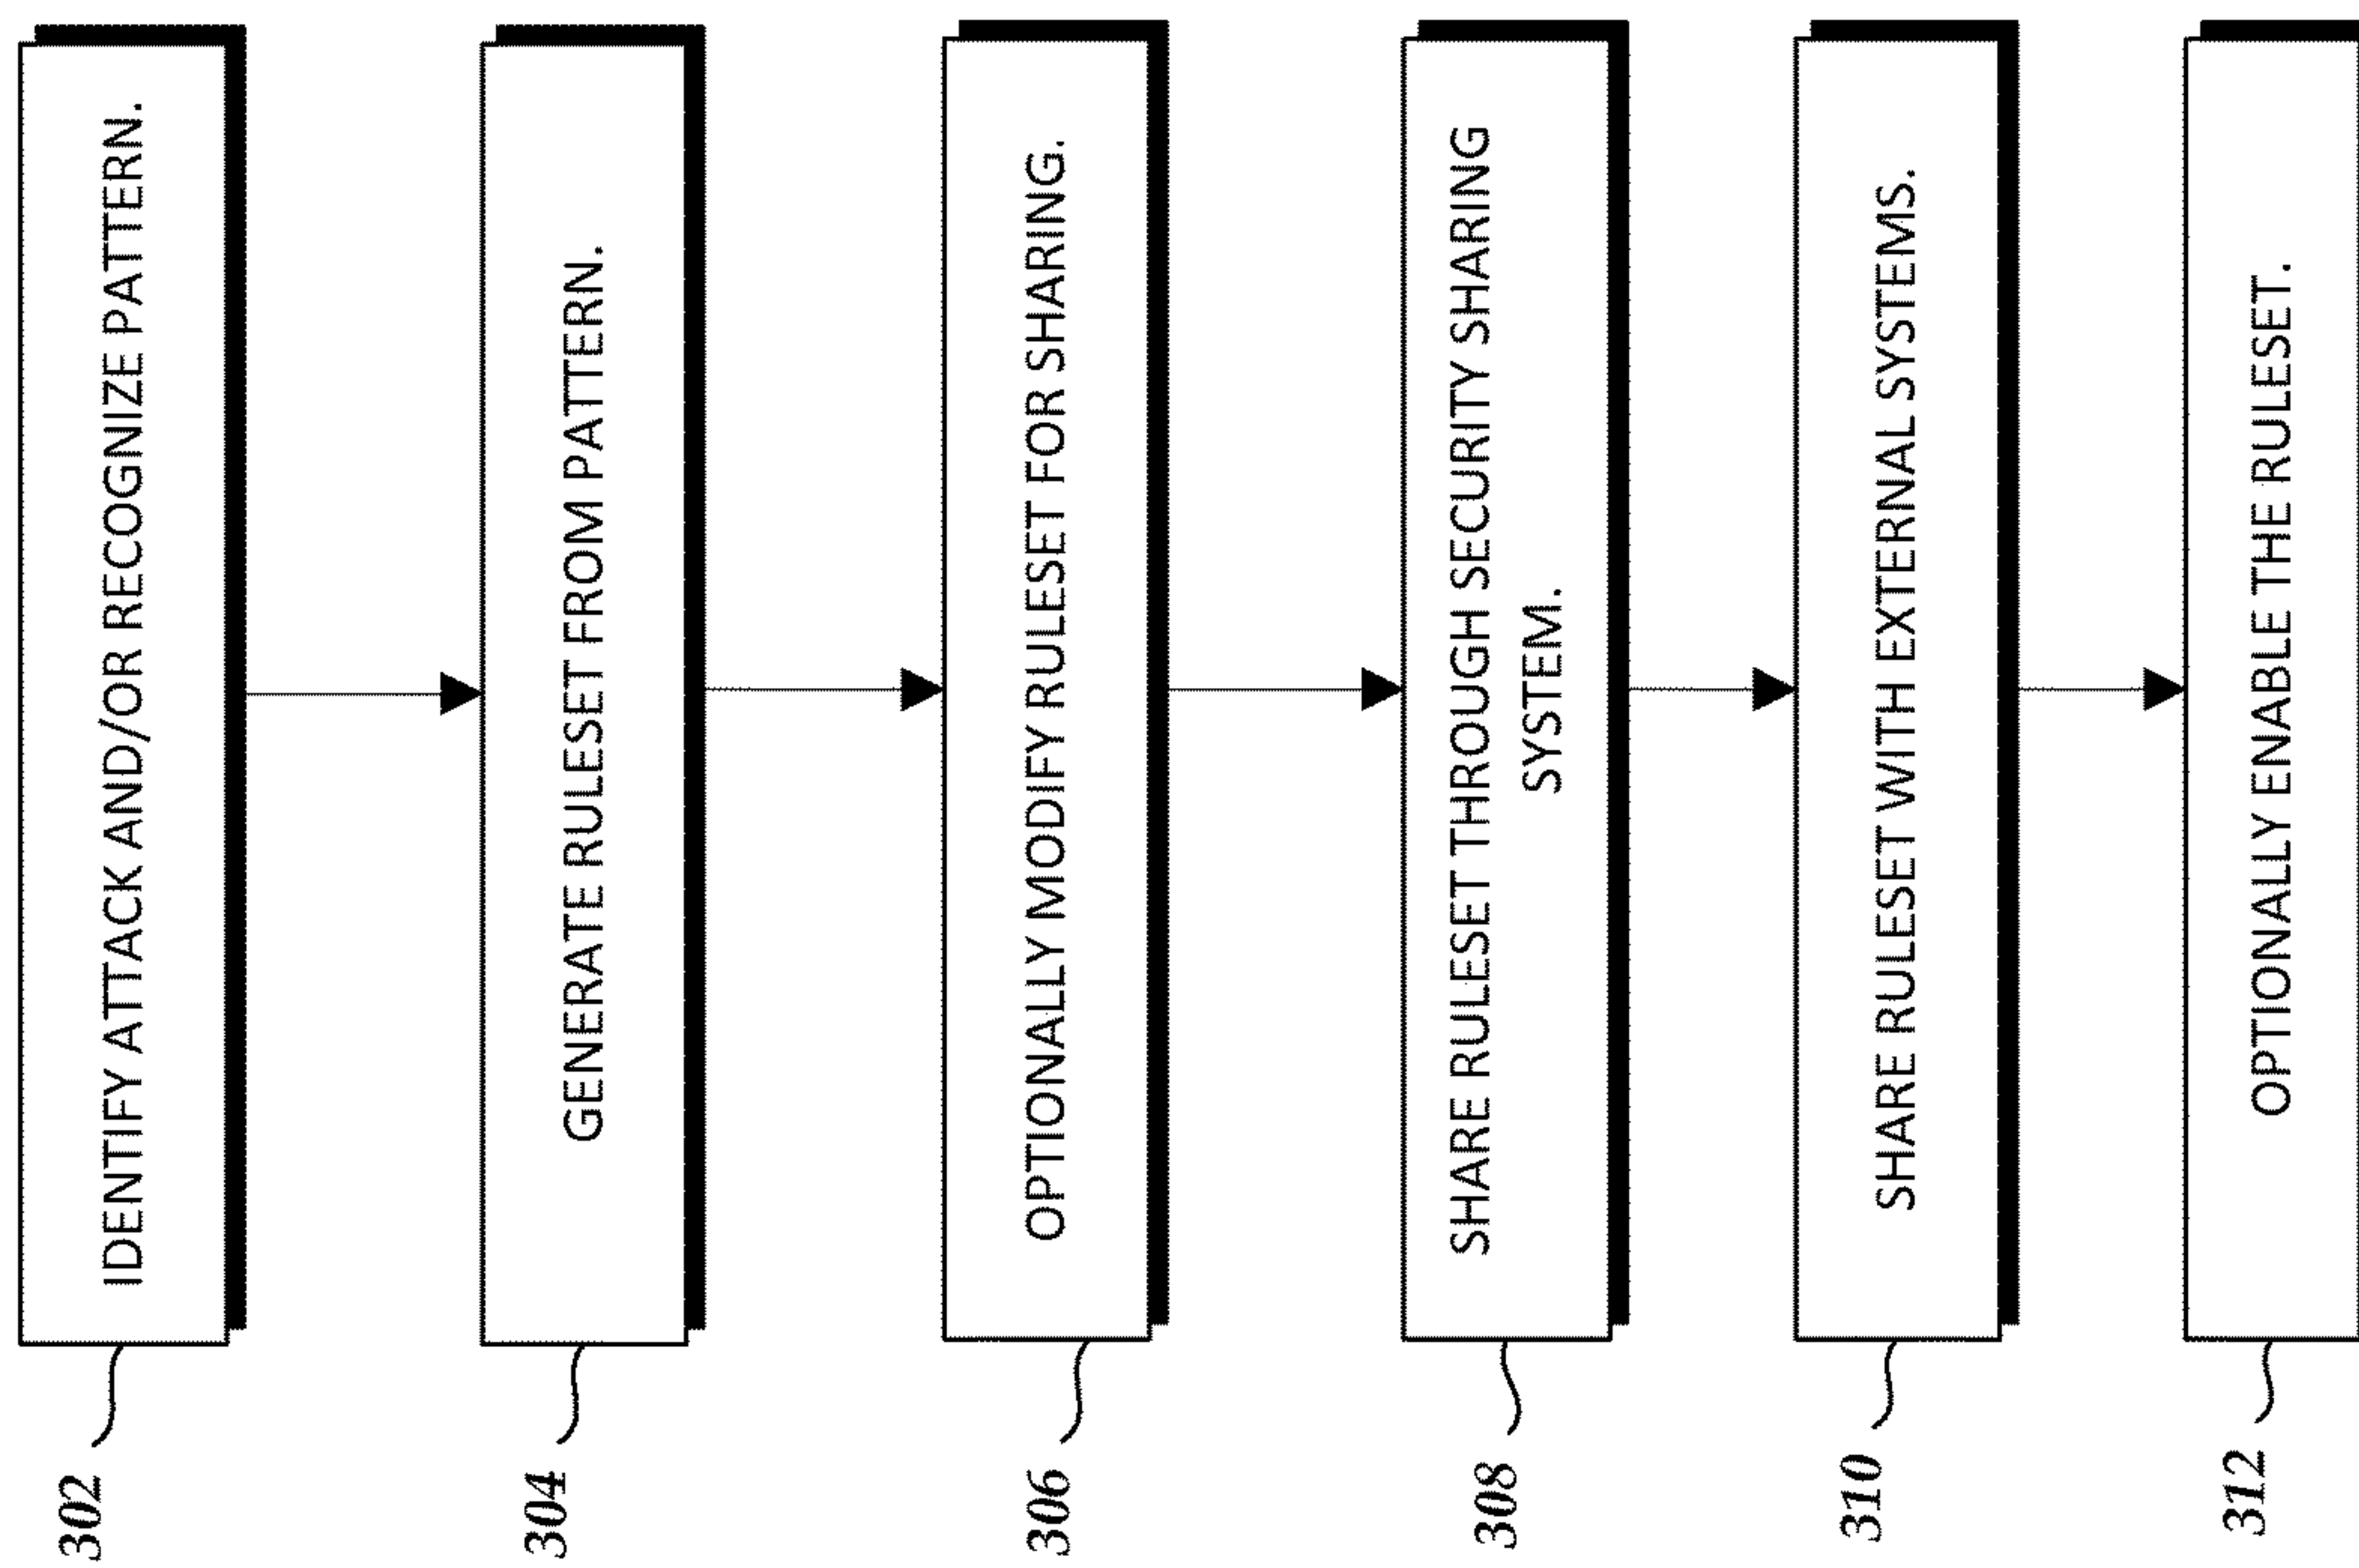 302
IDENTIFY ATTACK AND/OR RECOGNIZE PATTERN.
304
GENERATE RULESET FROM PATTERN.
306
OPTIONALLY MODIFY RULESET FOR SHARING.
308
SHARE RULESET THROUGH SECURITY SHARING
SYSTEM.
310
SHARE RULESET WITH EXTERNAL SYSTEMS.
312
OPTIONALLY ENABLE THE RULESET.